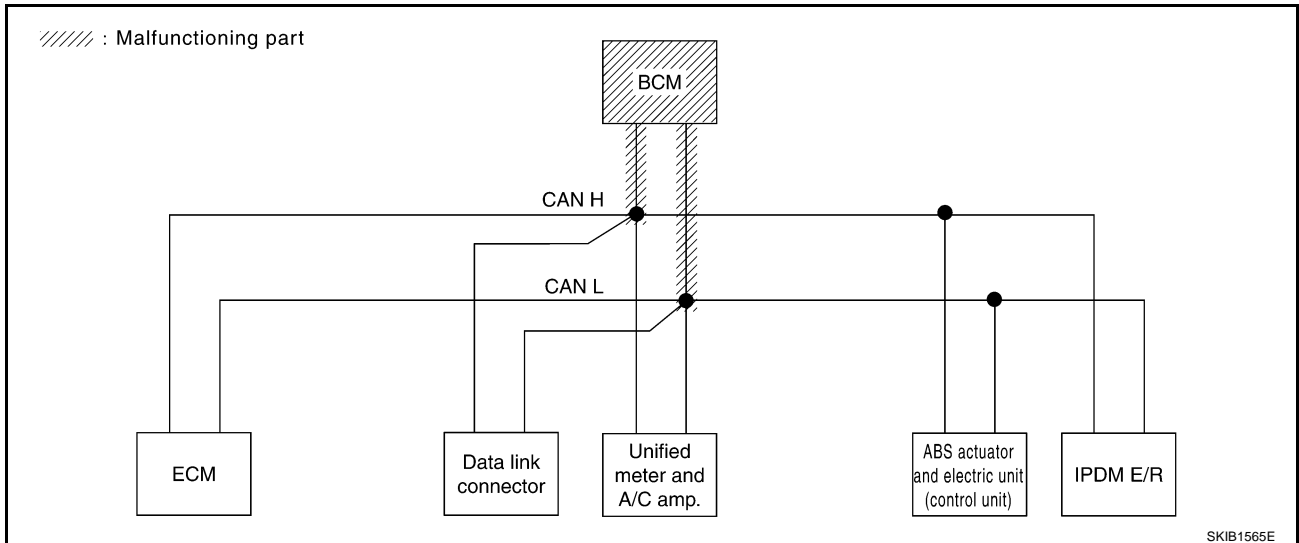 : Malfunctioning part
BCM
CAN H
CAN L
ECM
Data link
connector
Unified
meter and
A/C amp.
ABS actuator
and electric unit
(control unit)
IPDM E/R
SKIB1565E